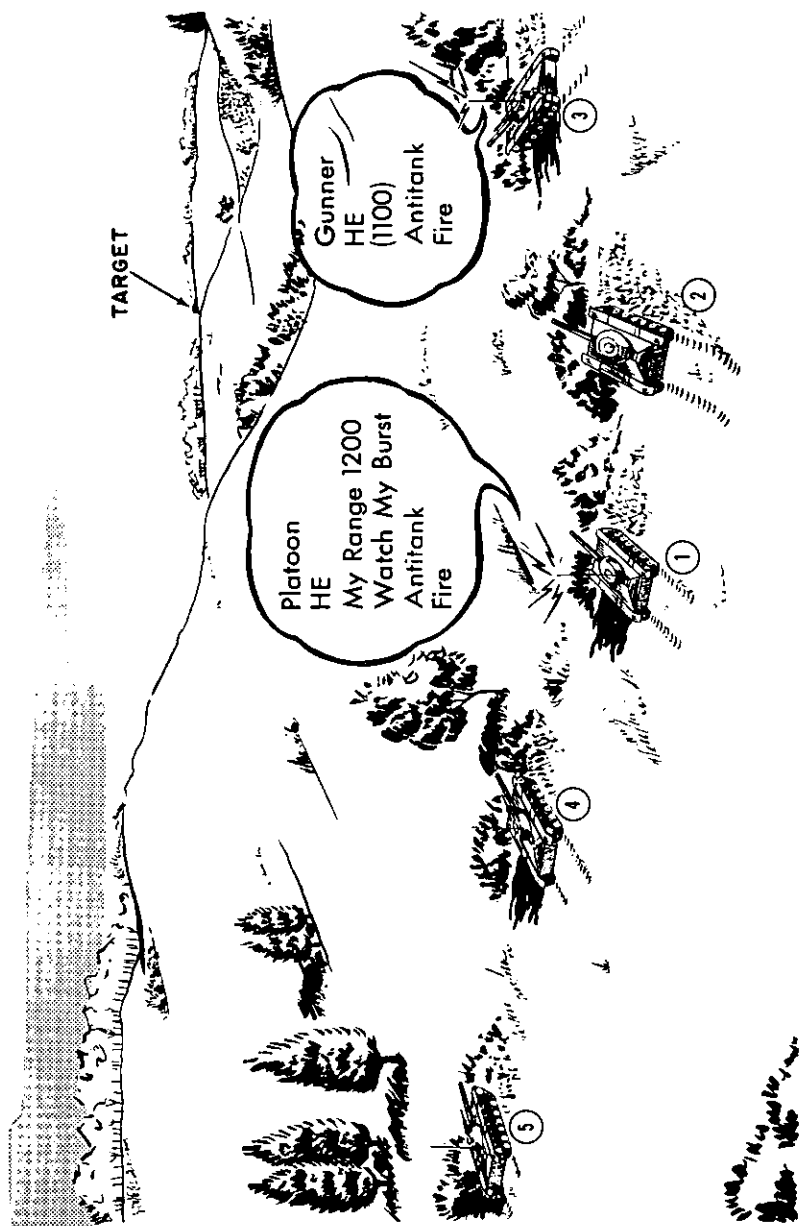 TARGET
Platoon
HE
My Range 1200
Watch My Burst
Antitank
Fire
Gunner
HE
(1100)
Antitank
Fire
5
4
1
2
3